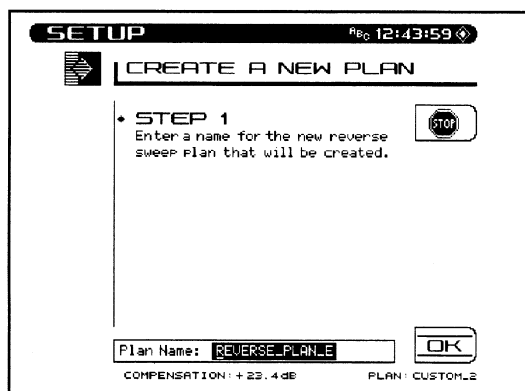 SETUP ABC 12:43:59
CREATE A NEW PLAN
• STEP 1
Enter a name for the new reverse
sweep plan that will be created.
STOP
Plan Name: REVERSE_PLAN_E
OK
COMPENSATION: +23.4dB PLAN: CUSTOM_2